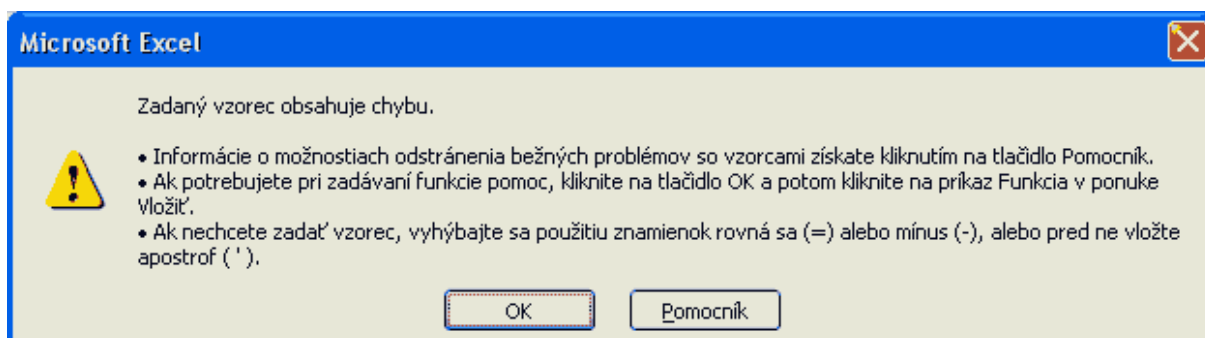 Microsoft Excel
Zadaný vzorec obsahuje chybu.
• Informácie o možnostiach odstránenia bežných problémov so vzorcami získate kliknutím na tlačidlo Pomocník.
• Ak potrebujete pri zadávaní funkcie pomoc, kliknite na tlačidlo OK a potom kliknite na príkaz Funkcia v ponuke
Vložiť.
• Ak nechcete zadať vzorec, vyhýbajte sa použitiu znamienok rovná sa (=) alebo mínus (-), alebo pred ne vložte
apostrof ( ' ).
OK
Pomocník